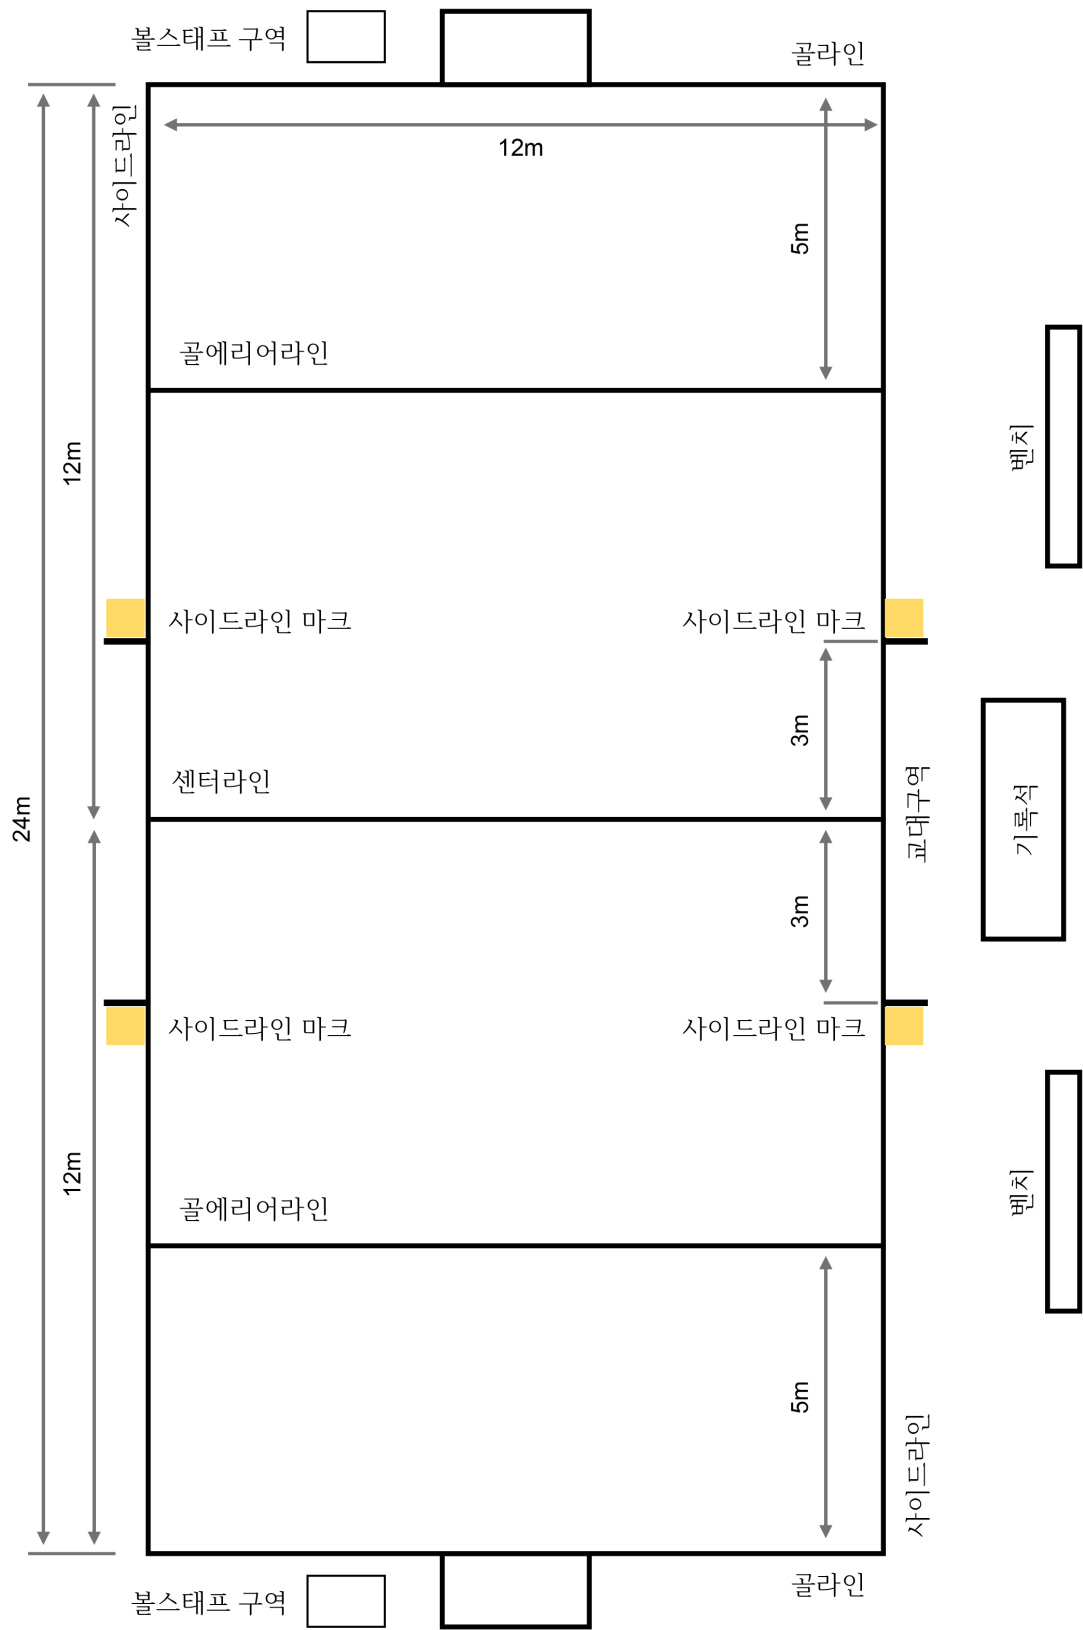 볼스태프 구역
골라인
사이드라인
12m
5m
골에리어라인
12m
벤치
사이드라인 마크
사이드라인 마크
3m
센터라인
24m
교대구역
기록석
3m
사이드라인 마크
사이드라인 마크
12m
벤치
골에리어라인
5m
사이드라인
골라인
볼스태프 구역